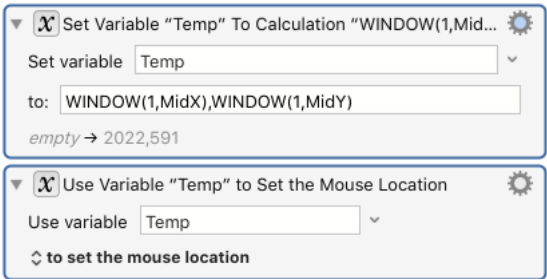 X Set Variable “Temp” To Calculation “WINDOW(1,Mid...
Set variable Temp
to: WINDOW(1,MidX),WINDOW(1,MidY)
empty → 2022,591
X Use Variable “Temp” to Set the Mouse Location
Use variable Temp
to set the mouse location